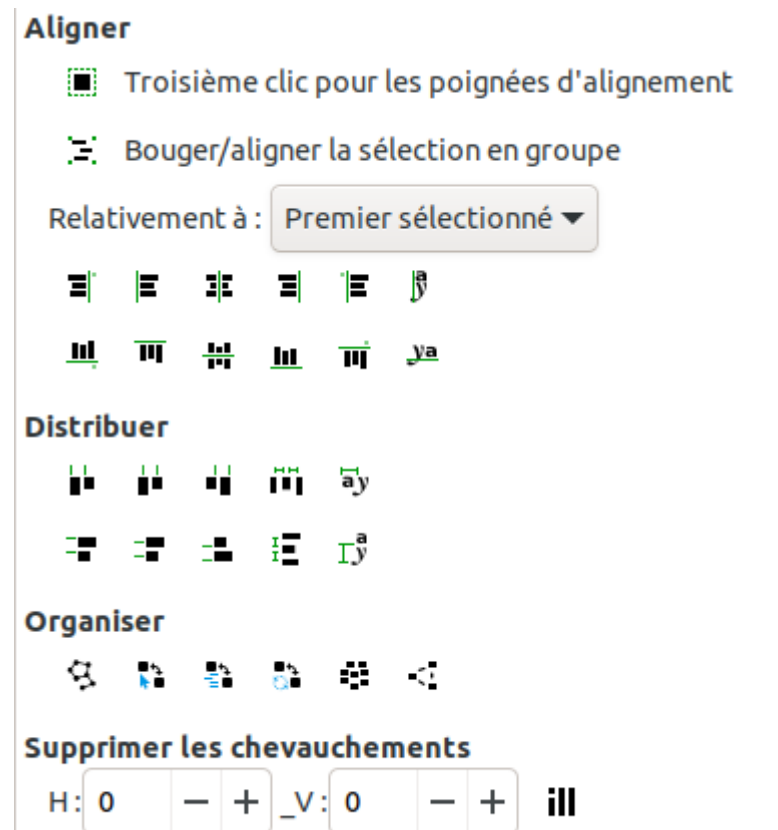 Aligner
Troisième clic pour les poignées d'alignement
Bouger/aligner la sélection en groupe
Relativement à : Premier sélectionné
Distribuer
Organiser
Supprimer les chevauchements
H: 0 − + _V: 0 − +